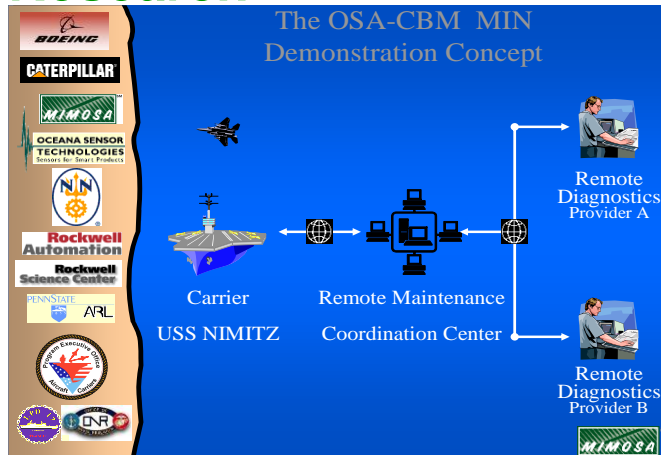 The OSA-CBM MIN
Demonstration Concept
BOEING
CATERPILLAR
MIMOSA
OCEANA SENSOR
TECHNOLOGIES
Sensors for Smart Products
NN
Rockwell
Automation
Rockwell
Science Center
PENNSTATE
ARL
Program Executive Office
Aircraft Carriers
ONR
Carrier
USS NIMITZ
Remote Maintenance
Coordination Center
Remote
Diagnostics
Provider A
Remote
Diagnostics
Provider B
MIMOSA